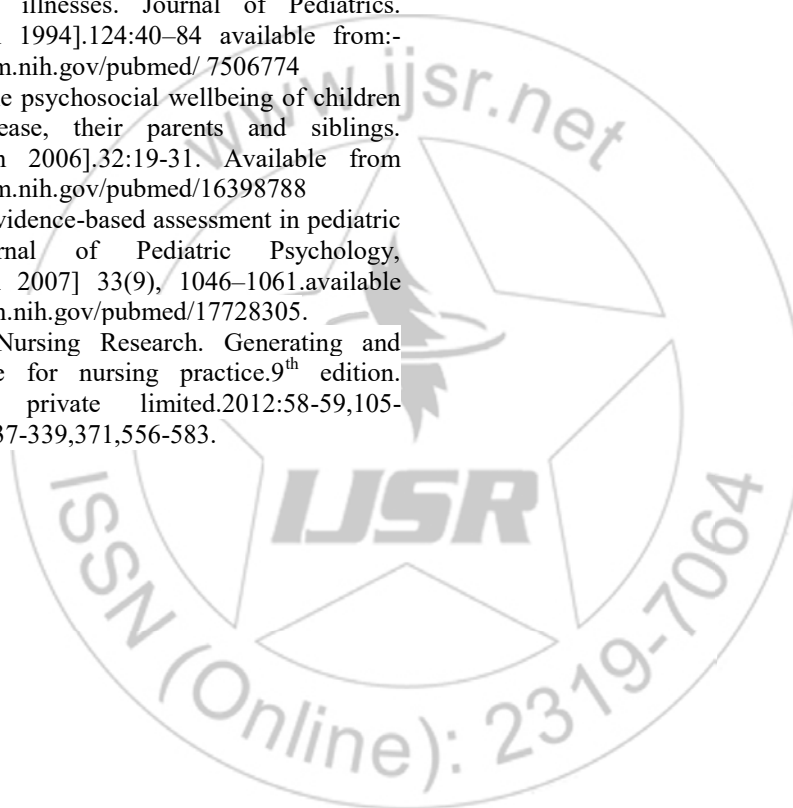 illnesses. Journal of Pediatrics.
1994].124:40–84 available from:-
m.nih.gov/pubmed/ 7506774
e psychosocial wellbeing of children
ease, their parents and siblings.
2006].32:19-31. Available from
m.nih.gov/pubmed/16398788
vidence-based assessment in pediatric
rnal of Pediatric Psychology,
2007] 33(9), 1046–1061.available
n.nih.gov/pubmed/17728305.
Nursing Research. Generating and
e for nursing practice.9th edition.
private limited.2012:58-59,105-
37-339,371,556-583.
www.ijsr.net
IJSR
ISSN (Online): 2319-7064